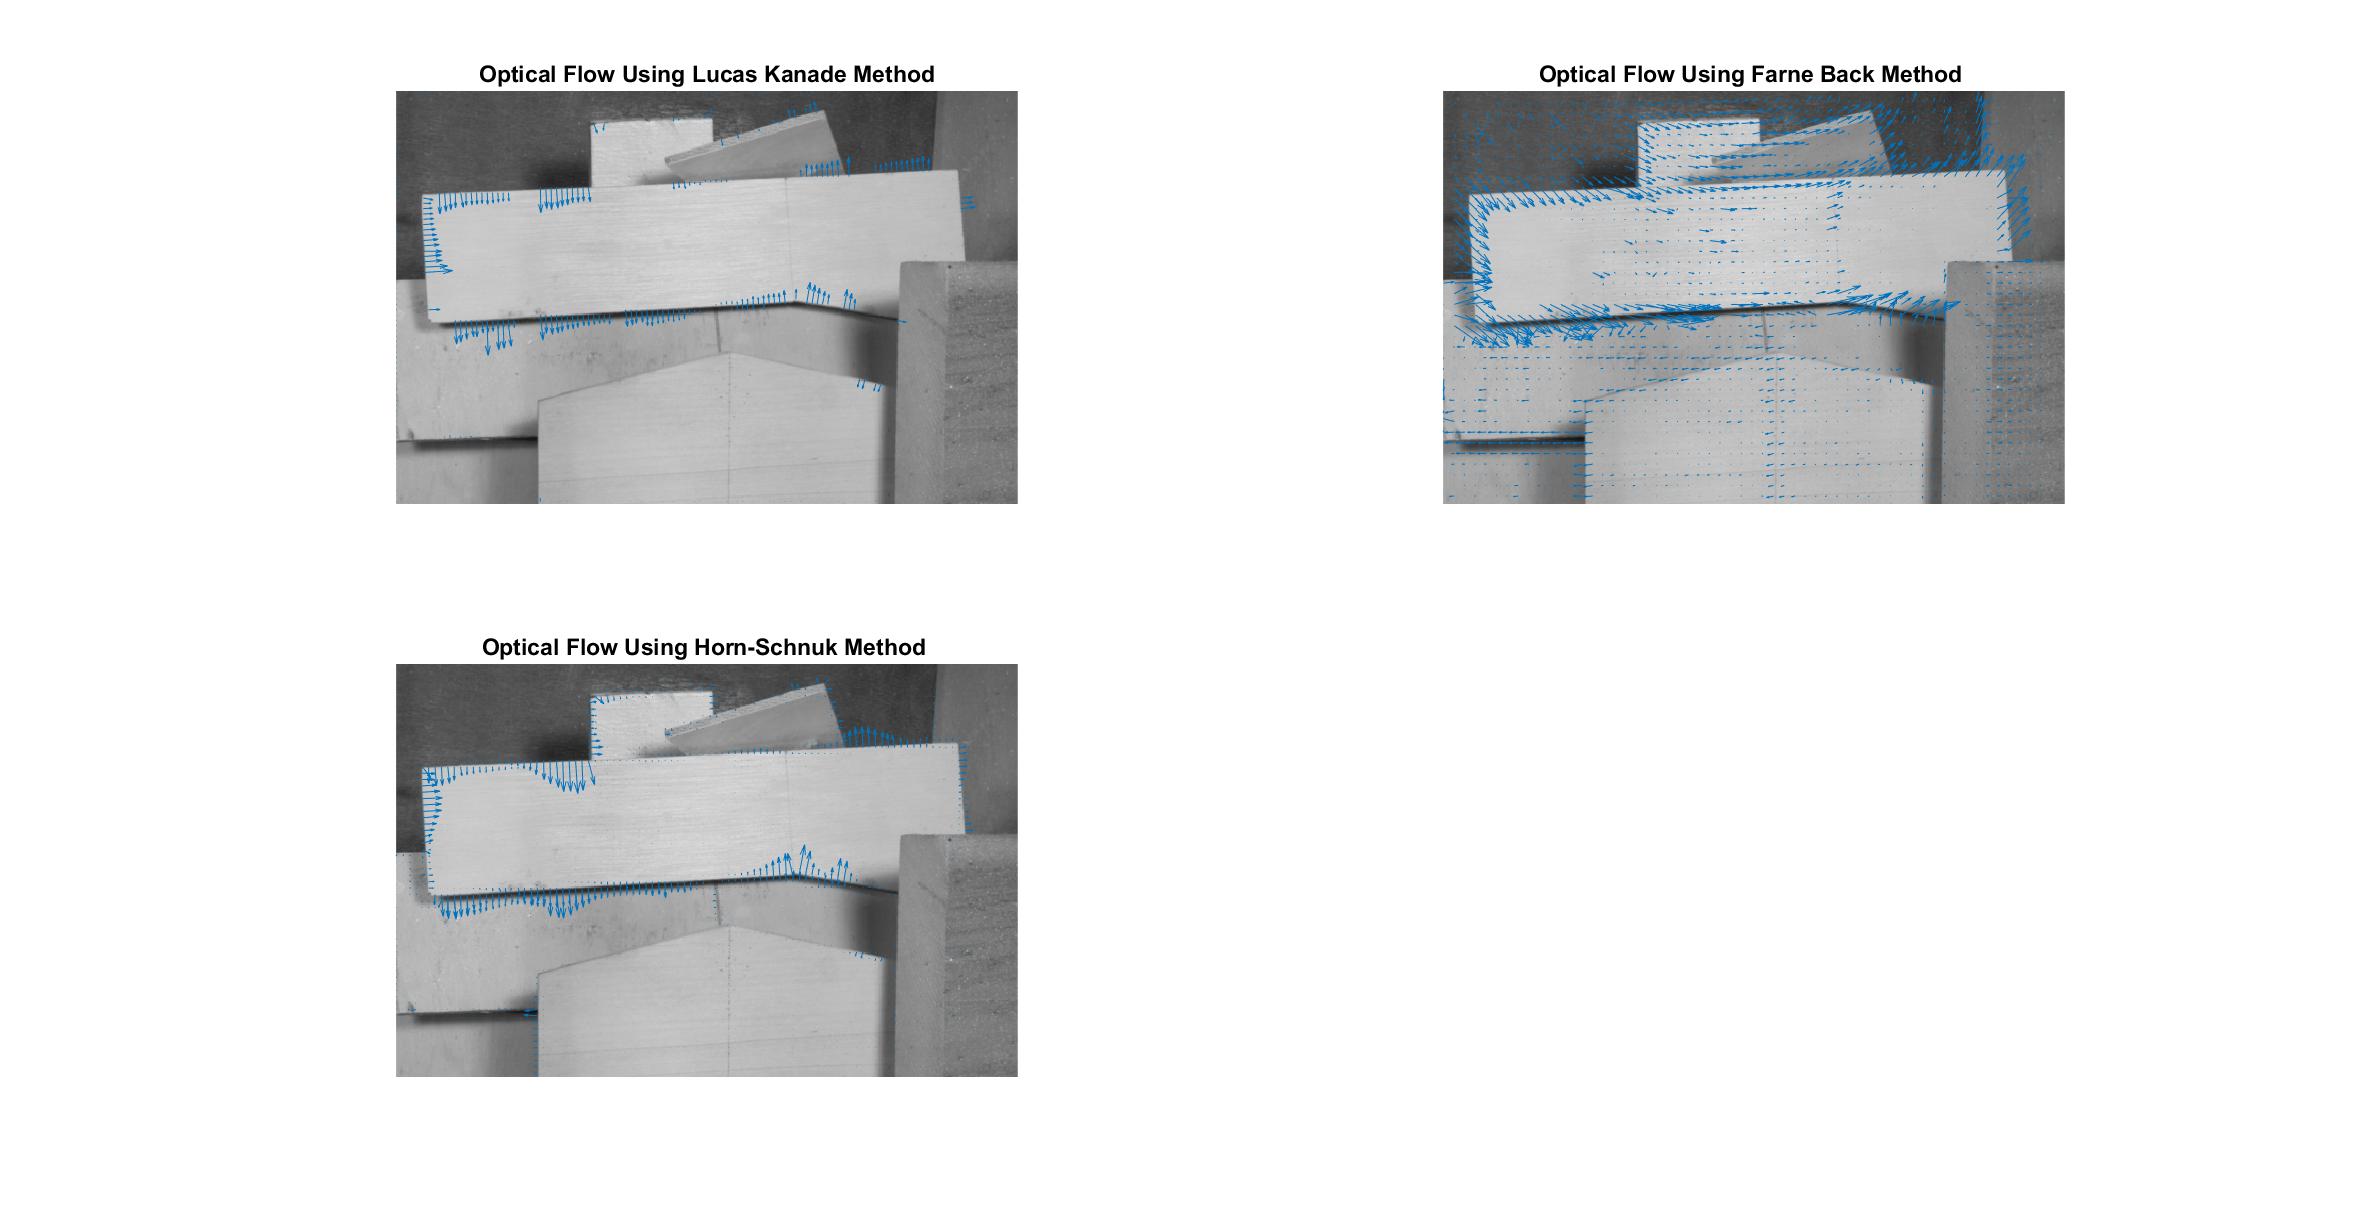 Optical Flow Using Lucas Kanade Method
Optical Flow Using Farne Back Method
Optical Flow Using Horn-Schnuk Method